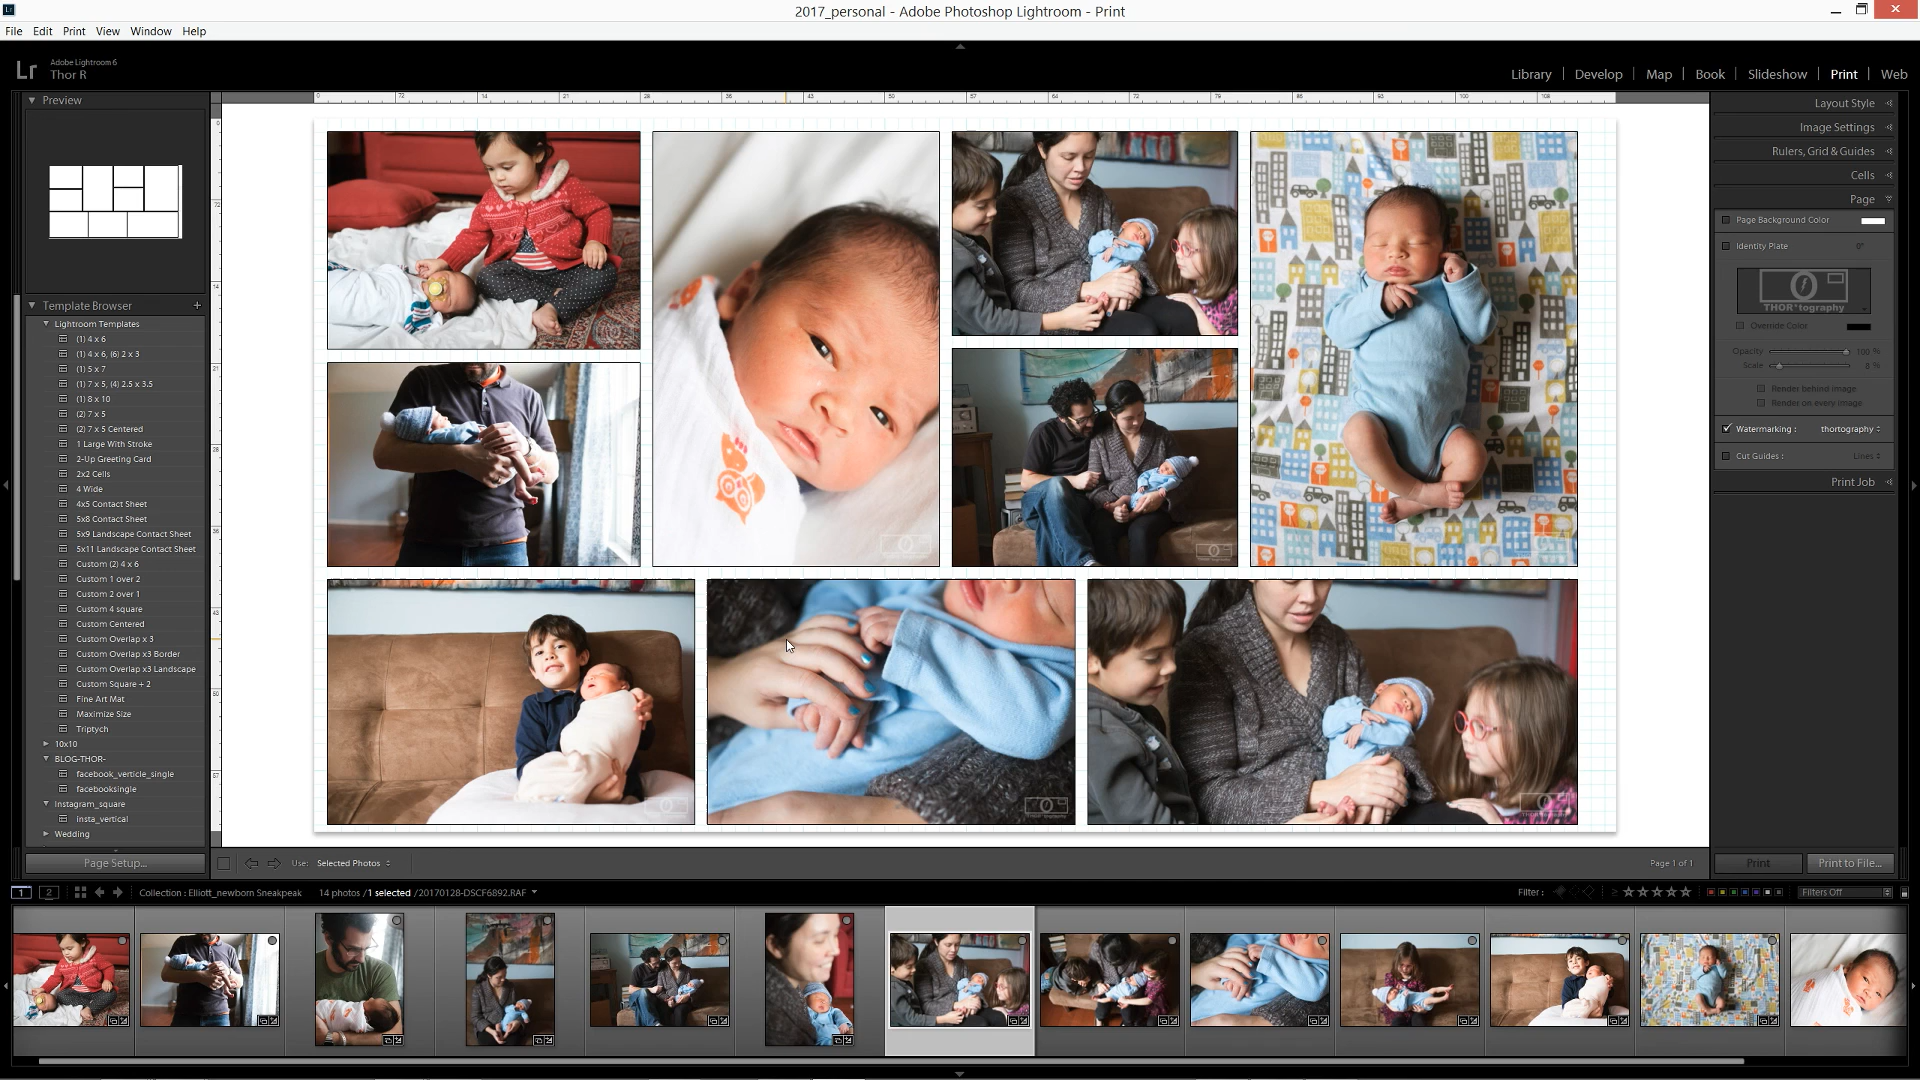 2017_personal - Adobe Photoshop Lightroom - Print
File Edit Print View Window Help
Lr
Adobe Lightroom 6
Thor R
Library Develop Map Book Slideshow Print Web
Preview
Template Browser +
Lightroom Templates
(1) 4 x 6
(1) 4 x 6, (6) 2 x 3
(1) 5 x 7
(1) 7 x 5, (4) 2.5 x 3.5
(1) 8 x 10
(2) 7 x 5
(2) 7 x 5 Centered
1 Large With Stroke
2-Up Greeting Card
2x2 Cells
4 Wide
4x5 Contact Sheet
5x8 Contact Sheet
5x9 Landscape Contact Sheet
5x11 Landscape Contact Sheet
Custom (2) 4 x 6
Custom 1 over 2
Custom 2 over 1
Custom 4 square
Custom Centered
Custom Overlap x 3
Custom Overlap x3 Border
Custom Overlap x3 Landscape
Custom Square + 2
Fine Art Mat
Maximize Size
Triptych
10x10
BLOG-THOR-
facebook_verticle_single
facebooksingle
Instagram_square
insta_vertical
Wedding
Page Setup...
Layout Style
Image Settings
Rulers, Grid & Guides
Cells
Page
Page Background Color
Identity Plate 0°
THOR*tography
Override Color
Opacity 100 %
Scale 8 %
Render behind image
Render on every image
Watermarking : thortography
Cut Guides : Lines
Print Job
Use: Selected Photos
Page 1 of 1
Print Print to File...
1 2 Collection : Elliott_newborn Sneakpeak 14 photos / 1 selected / 20170128-DSCF6892.RAF
Filter : Filters Off